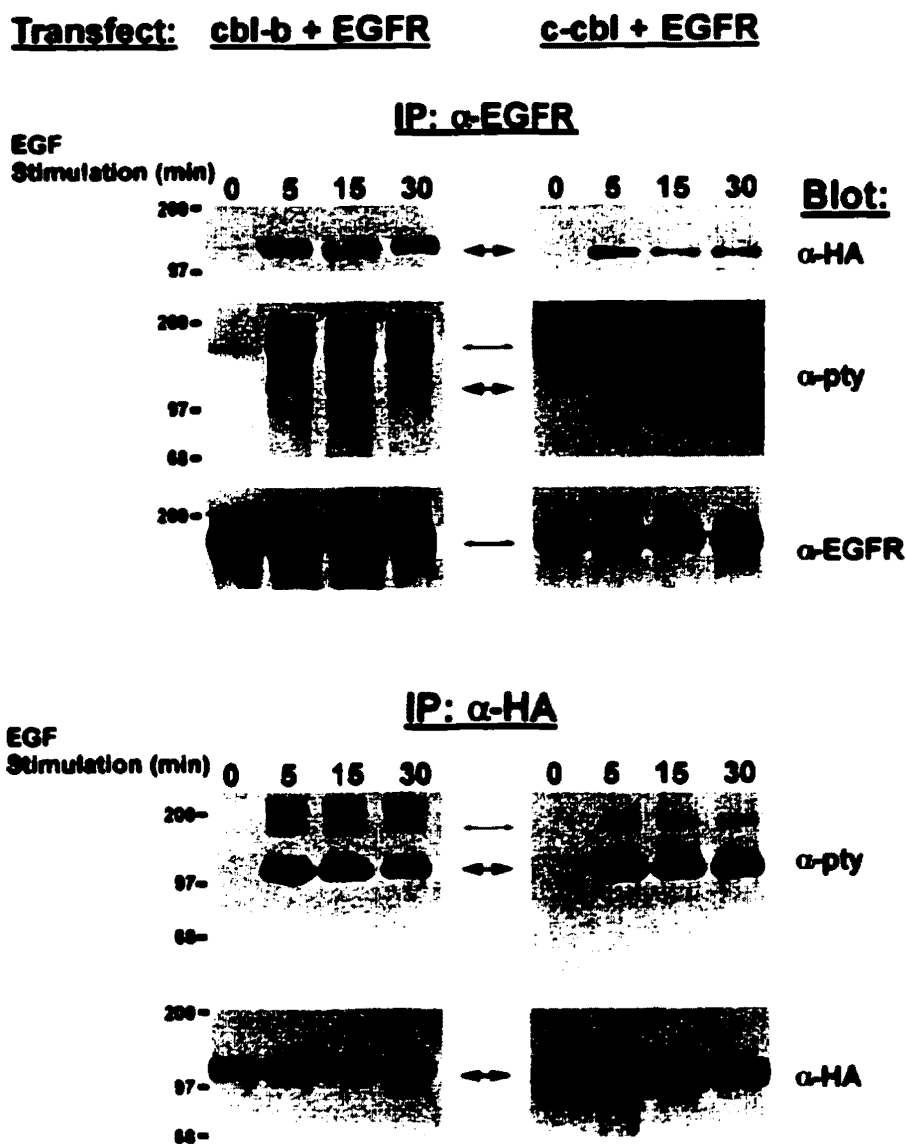 Transfect: cbl-b + EGFR c-cbl + EGFR
IP: α-EGFR
EGF
Stimulation (min) 0 5 15 30 0 5 15 30 Blot:
200-
97-
α-HA
200-
97-
68-
α-pty
200-
α-EGFR
IP: α-HA
EGF
Stimulation (min) 0 5 15 30 0 5 15 30
200-
97-
68-
α-pty
200-
97-
68-
α-HA